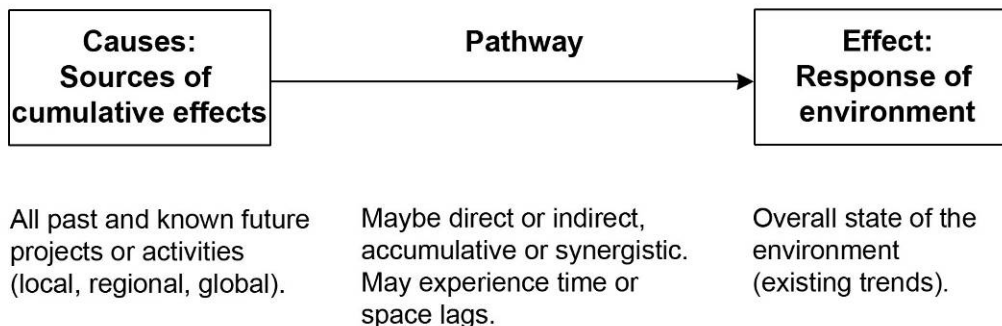 Causes:
Sources of
cumulative effects
Pathway
Effect:
Response of
environment
All past and known future
projects or activities
(local, regional, global).
Maybe direct or indirect,
accumulative or synergistic.
May experience time or
space lags.
Overall state of the
environment
(existing trends).